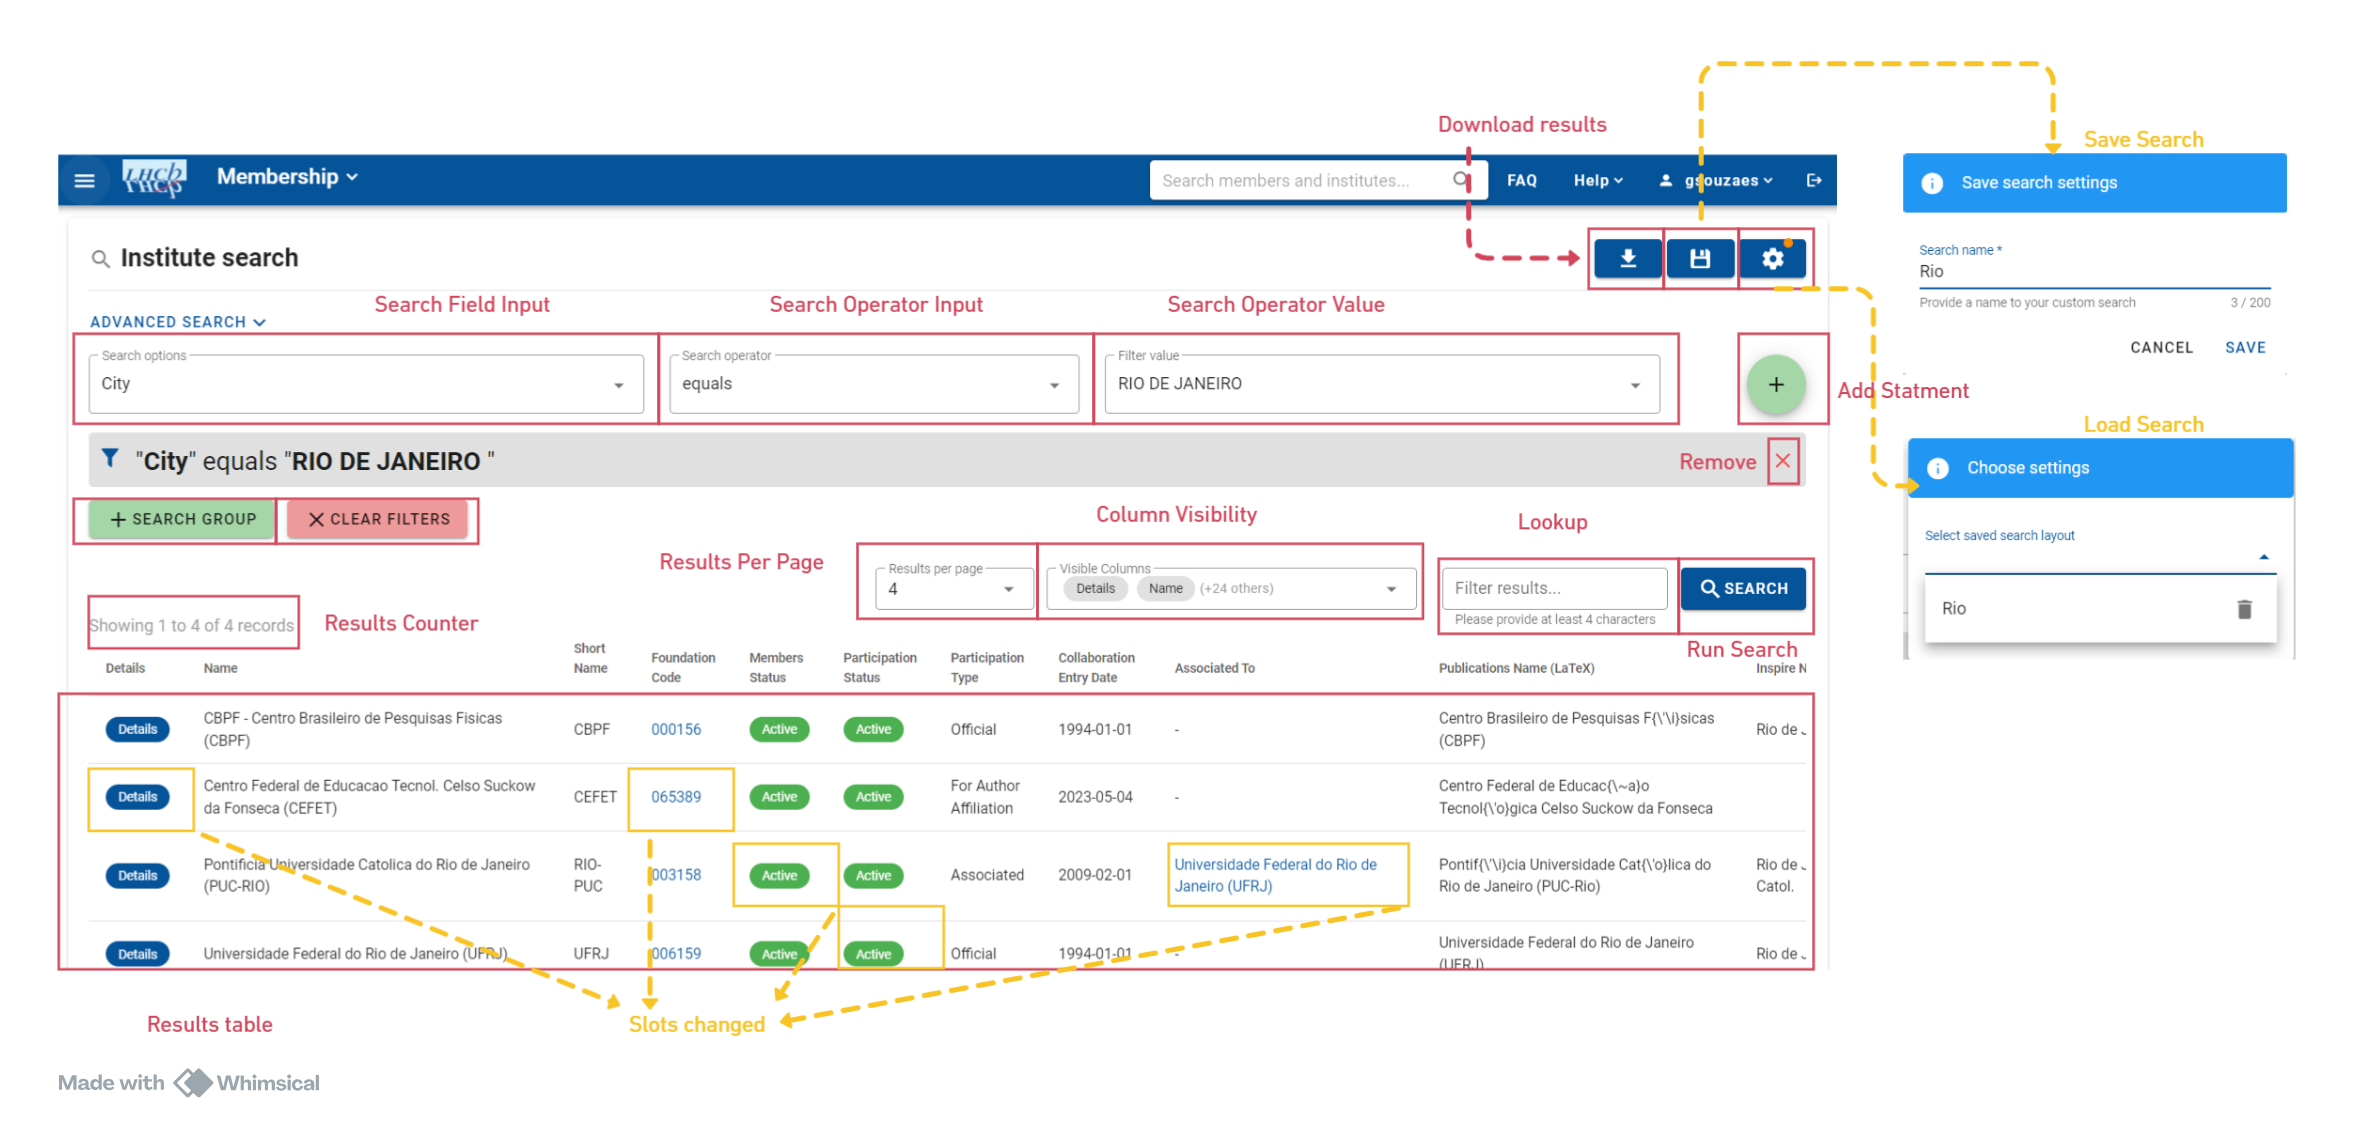 Download results
Save Search
LHCb
Membership
Search members and institutes...
FAQ
Help
gsouzaes
Save search settings
Institute search
Search name *
Rio
Provide a name to your custom search
3 / 200
CANCEL
SAVE
Search Field Input
Search Operator Input
Search Operator Value
ADVANCED SEARCH
Search options
City
Search operator
equals
Filter value
RIO DE JANEIRO
+
Add Statment
Load Search
"City" equals "RIO DE JANEIRO "
Remove
Choose settings
+ SEARCH GROUP
CLEAR FILTERS
Column Visibility
Lookup
Select saved search layout
Rio
Results Per Page
Results per page
4
Visible Columns
Details
Name
(+24 others)
Filter results...
Please provide at least 4 characters
SEARCH
Run Search
Showing 1 to 4 of 4 records
Results Counter
Details
Name
Short
Name
Foundation
Code
Members
Status
Participation
Status
Participation
Type
Collaboration
Entry Date
Associated To
Publications Name (LaTeX)
Inspire N
Details
CBPF - Centro Brasileiro de Pesquisas Fisicas
(CBPF)
CBPF
000156
Active
Active
Official
1994-01-01
-
Centro Brasileiro de Pesquisas F{\'\i}sicas
(CBPF)
Rio de
Details
Centro Federal de Educacao Tecnol. Celso Suckow
da Fonseca (CEFET)
CEFET
065389
Active
Active
For Author
Affiliation
2023-05-04
-
Centro Federal de Educac{\~a}o
Tecnol{\'o}gica Celso Suckow da Fonseca
Details
Pontificia Universidade Catolica do Rio de Janeiro
(PUC-RIO)
RIO-
PUC
003158
Active
Active
Associated
2009-02-01
Universidade Federal do Rio de
Janeiro (UFRJ)
Pontif{\'\i}cia Universidade Cat{\'o}lica do
Rio de Janeiro (PUC-Rio)
Rio de
Catol.
Details
Universidade Federal do Rio de Janeiro (UFRJ)
UFRJ
006159
Active
Active
Official
1994-01-01
-
Universidade Federal do Rio de Janeiro
(UFRJ)
Rio de
Results table
Slots changed
Made with Whimsical